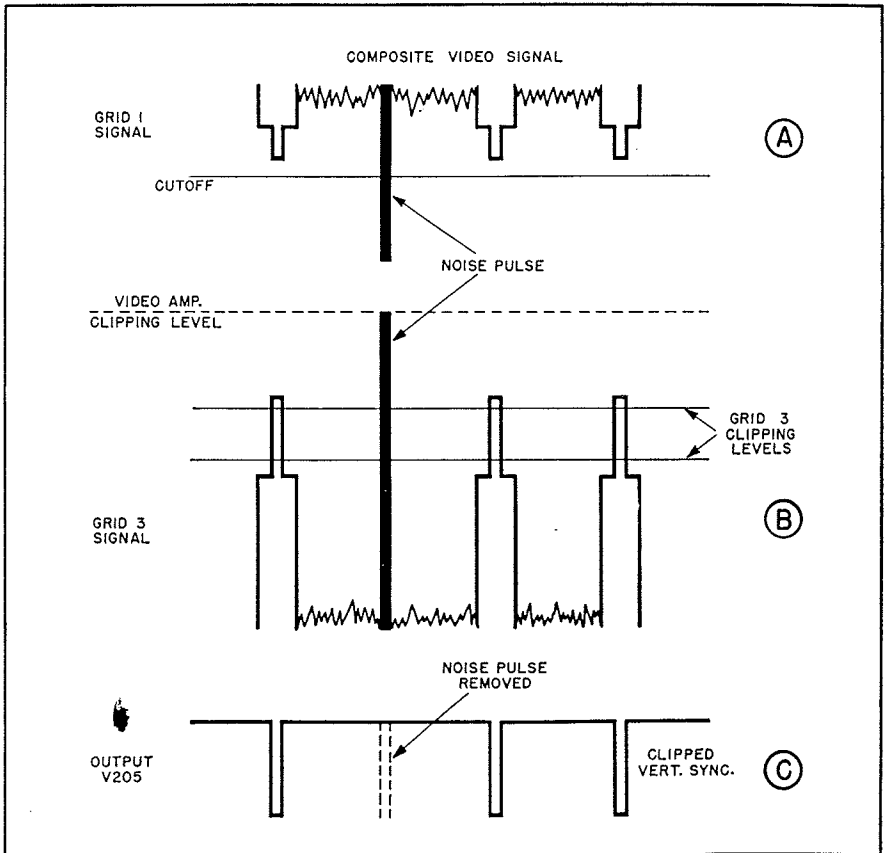 COMPOSITE VIDEO SIGNAL
GRID 1
SIGNAL
A
CUTOFF
NOISE PULSE
VIDEO AMP.
CLIPPING LEVEL
GRID 3
CLIPPING
LEVELS
GRID 3
SIGNAL
B
NOISE PULSE
REMOVED
OUTPUT
V205
CLIPPED
VERT. SYNC.
C